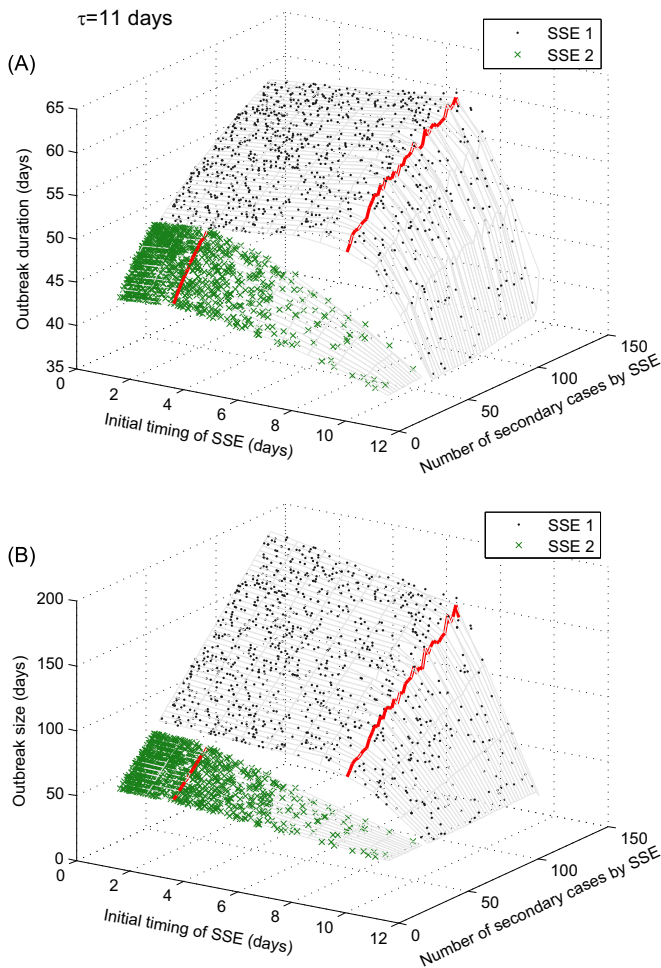 τ=11 days
SSE 1
SSE 2
(A)
65
60
55
50
45
40
35
Outbreak duration (days)
0
2
4
6
8
10
12
Initial timing of SSE (days)
0
50
100
150
Number of secondary cases by SSE
SSE 1
SSE 2
(B)
200
150
100
50
0
Outbreak size (days)
0
2
4
6
8
10
12
Initial timing of SSE (days)
0
50
100
150
Number of secondary cases by SSE